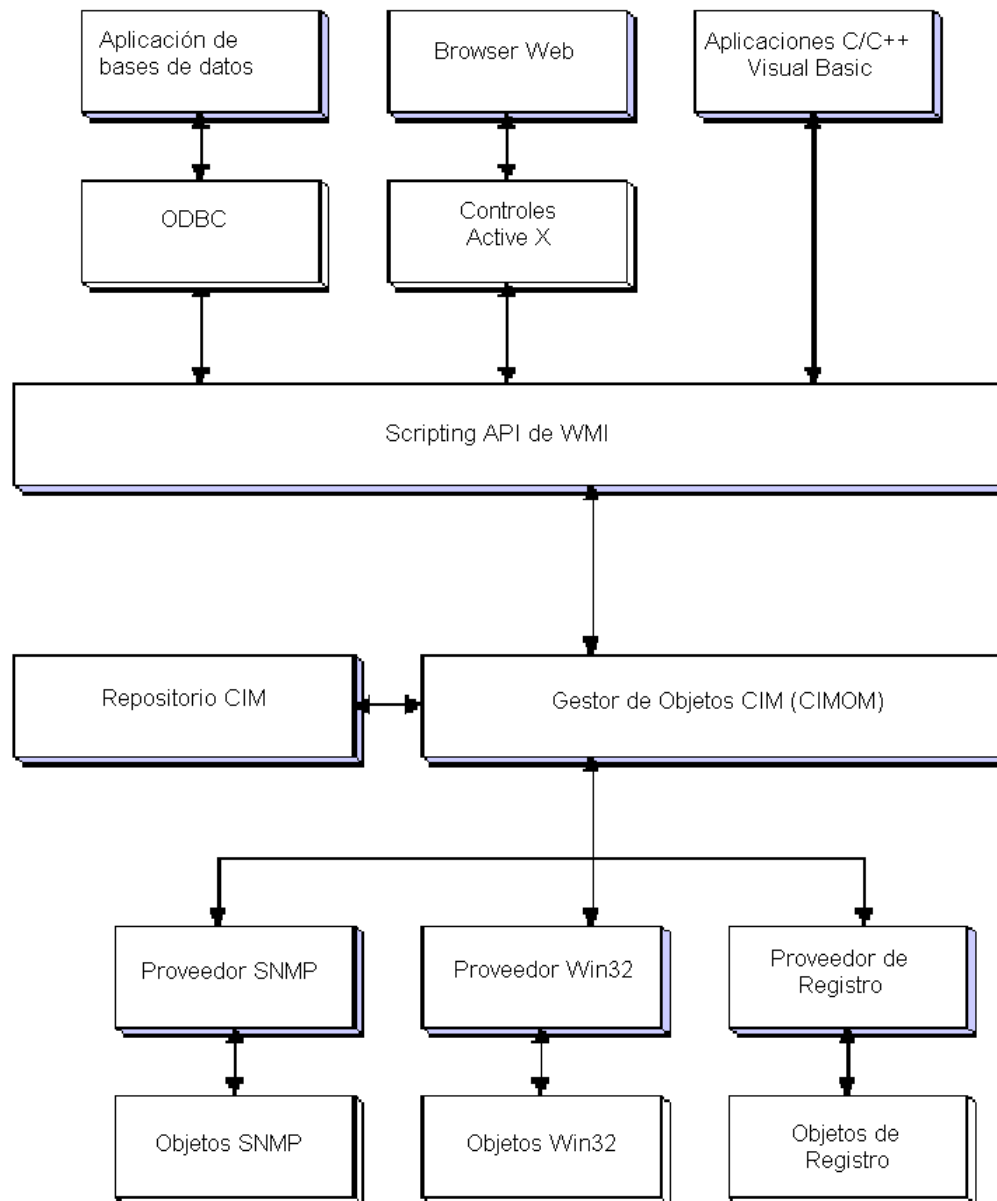 Aplicación de
bases de datos
Browser Web
Aplicaciones C/C++
Visual Basic
ODBC
Controles
Active X
Scripting API de WMI
Repositorio CIM
Gestor de Objetos CIM (CIMOM)
Proveedor SNMP
Proveedor Win32
Proveedor de
Registro
Objetos SNMP
Objetos Win32
Objetos de
Registro